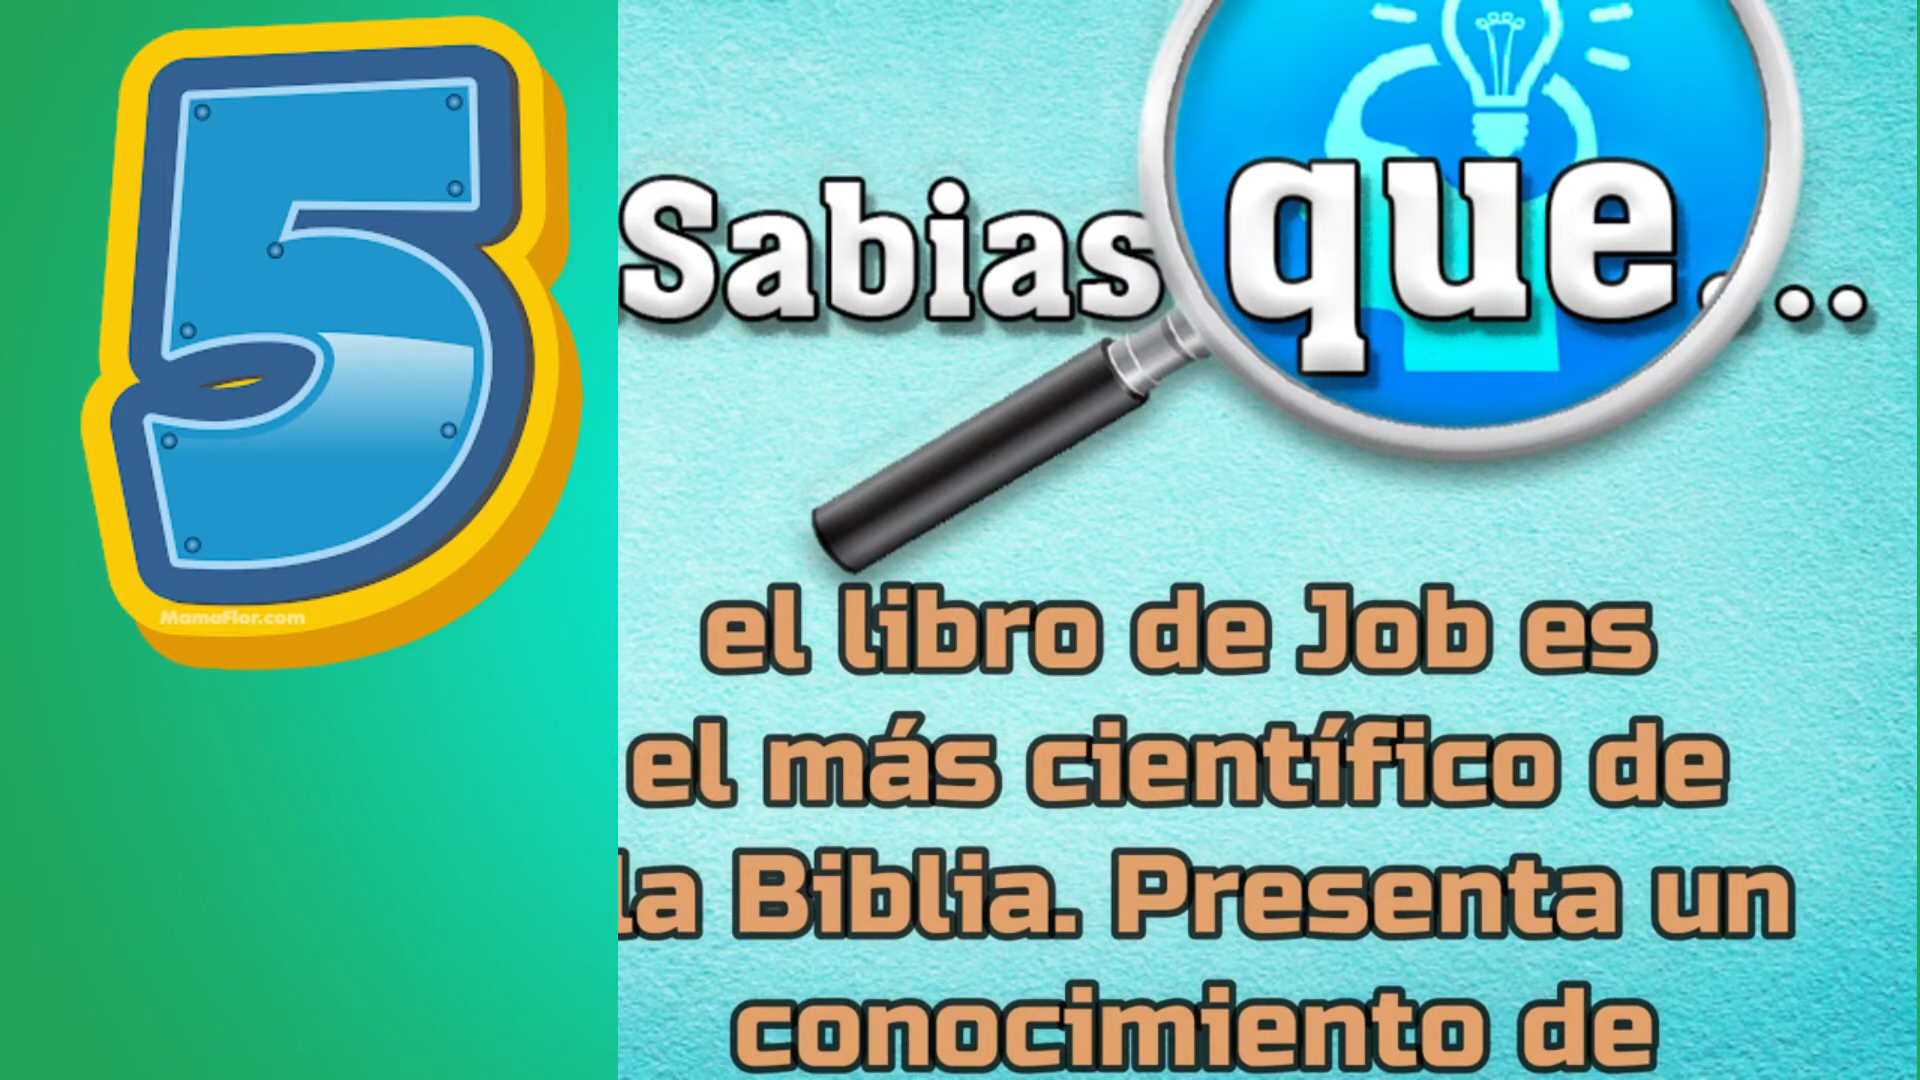 5
MamaFlor.com
Sabias que...
el libro de Job es
el más científico de
la Biblia. Presenta un
conocimiento de